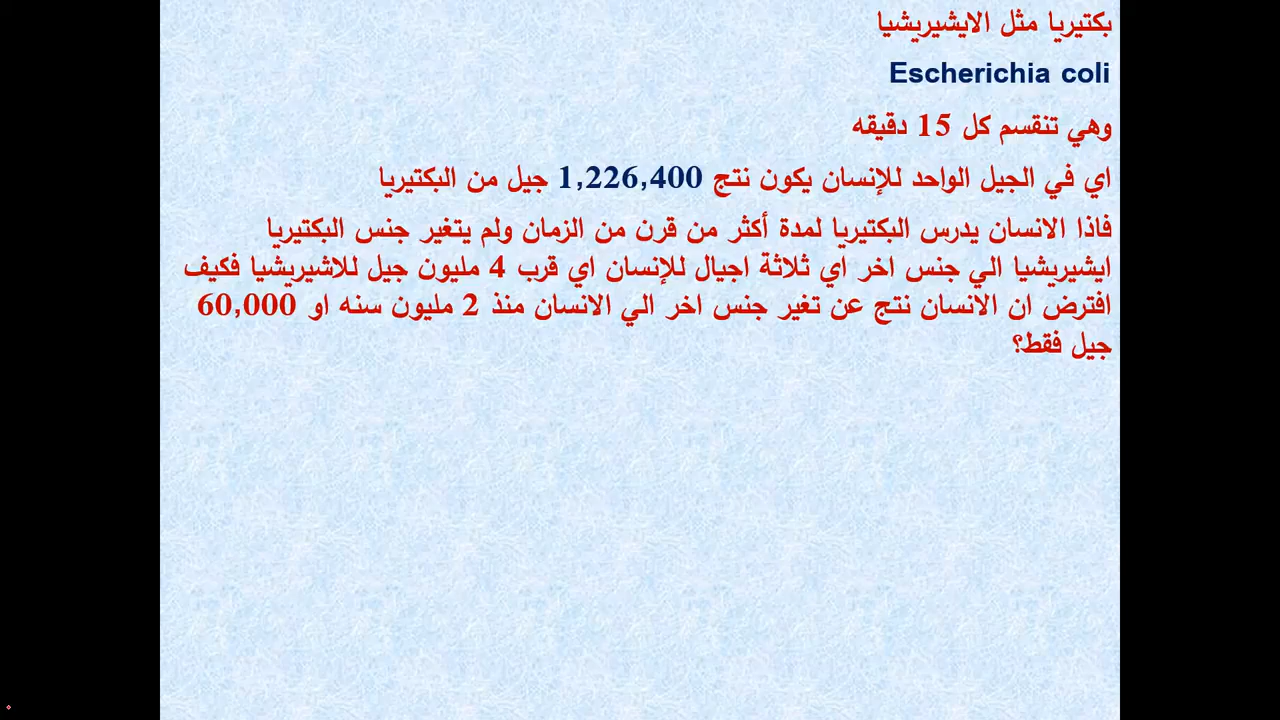 بكتيريا مثل الايشيريشيا
Escherichia coli
وهي تنقسم كل 15 دقيقه
اي في الجيل الواحد للإنسان يكون نتج 1,226,400 جيل من البكتيريا
فاذا الانسان يدرس البكتيريا لمدة أكثر من قرن من الزمان ولم يتغير جنس البكتيريا
ايشيريشيا الي جنس اخر اي ثلاثة اجيال للإنسان اي قرب 4 مليون جيل للاشيريشيا فكيف
افترض ان الانسان نتج عن تغير جنس اخر الي الانسان منذ 2 مليون سنه او 60,000
جيل فقط؟